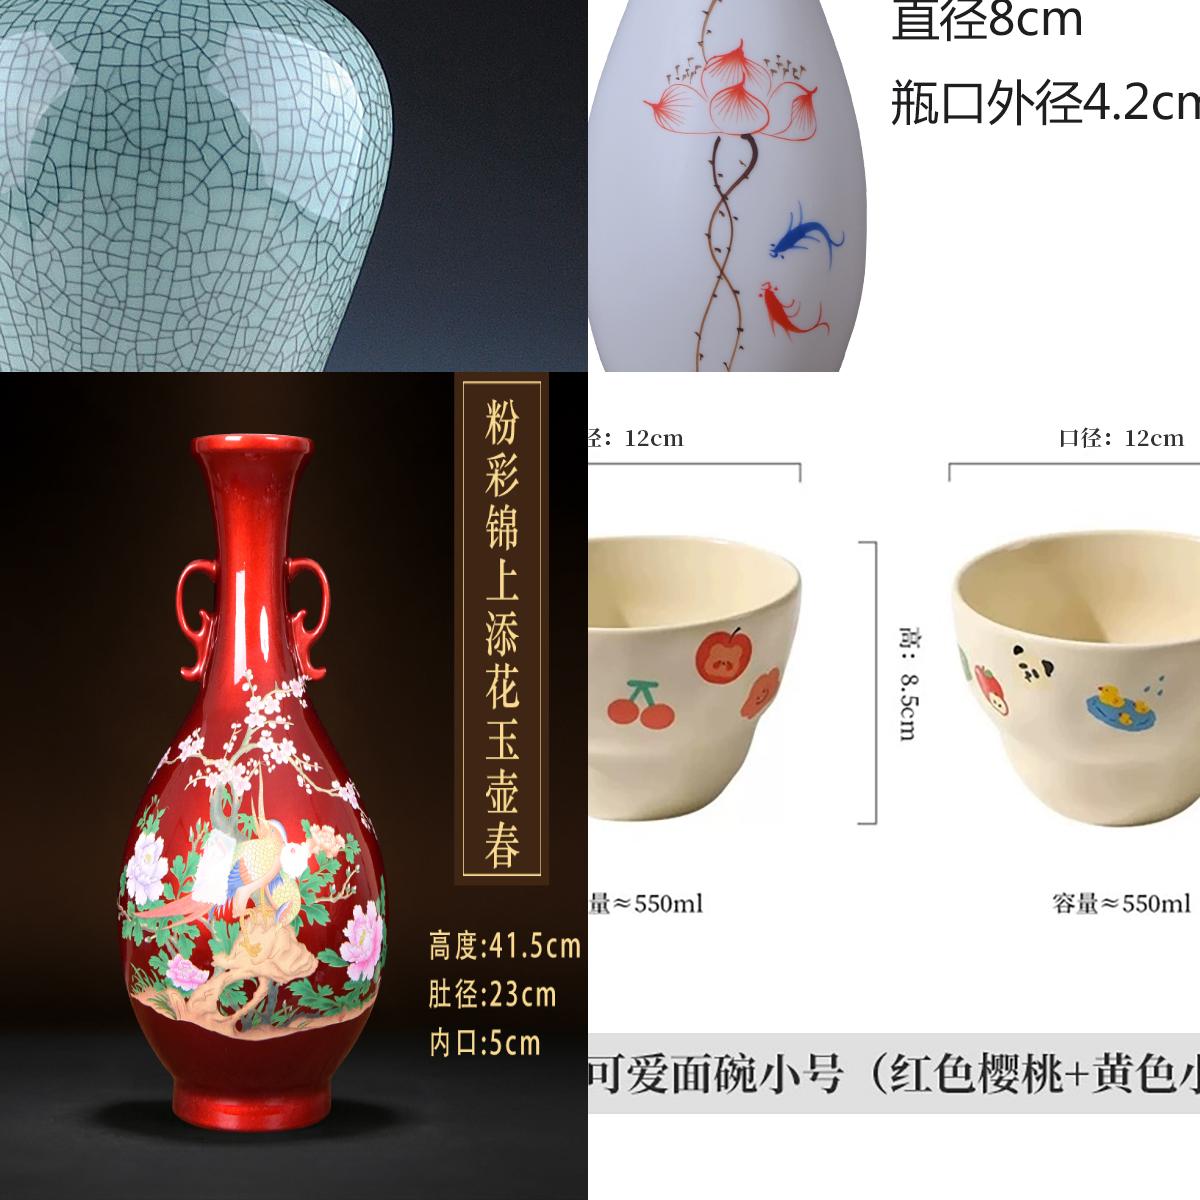 直径8cm
瓶口外径4.2cm
粉彩锦上添花玉壶春
高度:41.5cm
肚径:23cm
内口:5cm
径：12cm
口径：12cm
高：8.5cm
量≈550ml
容量≈550ml
可爱面碗小号（红色樱桃+黄色小